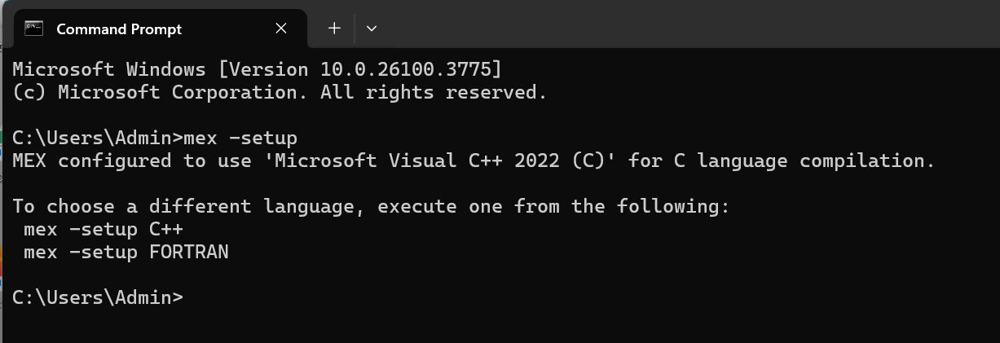 Command Prompt
Microsoft Windows [Version 10.0.26100.3775]
(c) Microsoft Corporation. All rights reserved.
C:\Users\Admin>mex -setup
MEX configured to use 'Microsoft Visual C++ 2022 (C)' for C language compilation.
To choose a different language, execute one from the following:
mex -setup C++
mex -setup FORTRAN
C:\Users\Admin>